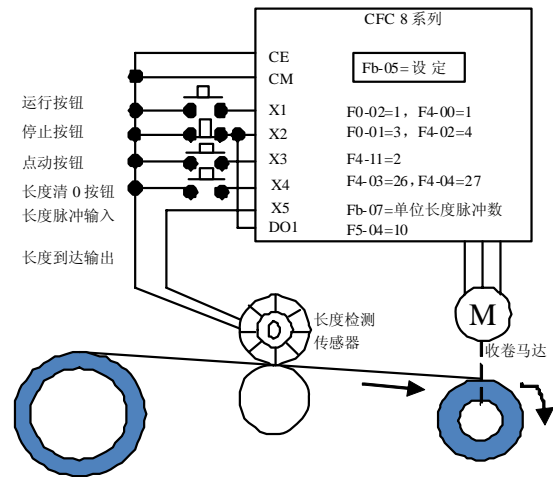 CFC 8 系列
CE
Fb-05= 设 定
CM
运行按钮
X1
F0-02=1，F4-00=1
停止按钮
X2
F0-01=3，F4-02=4
点动按钮
X3
F4-11=2
长度清 0 按钮
X4
F4-03=26,F4-04=27
长度脉冲输入
X5
Fb-07=单位长度脉冲数
DO1
F5-04=10
长度到达输出
长度检测
传感器
M
收卷马达